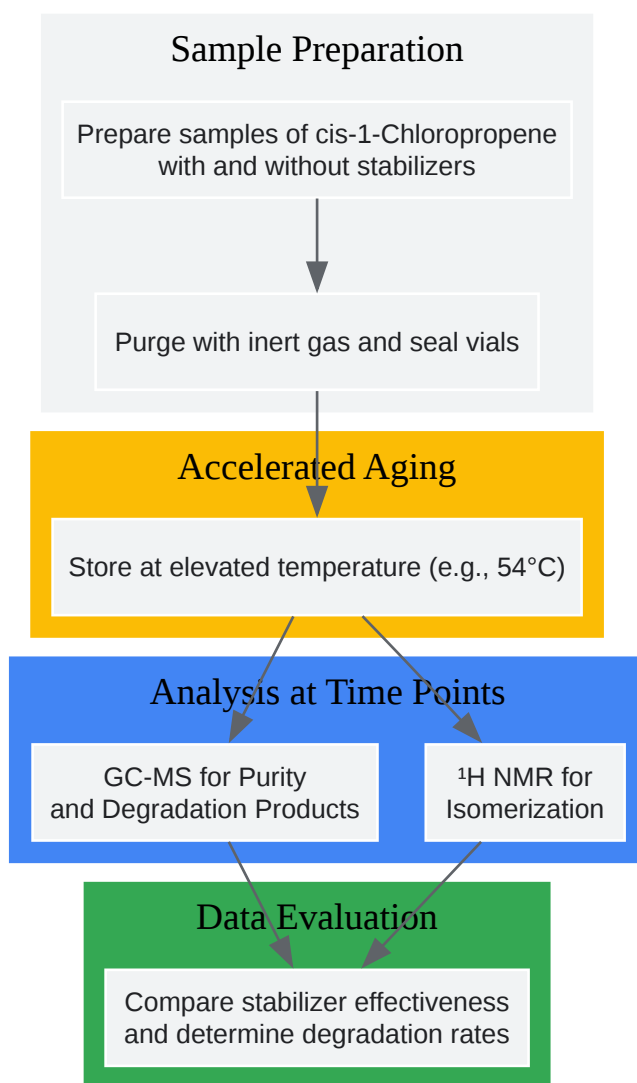 Sample Preparation
Prepare samples of cis-1-Chloropropene
with and without stabilizers
Purge with inert gas and seal vials
Accelerated Aging
Store at elevated temperature (e.g., 54°C)
Analysis at Time Points
GC-MS for Purity
and Degradation Products
¹H NMR for
Isomerization
Data Evaluation
Compare stabilizer effectiveness
and determine degradation rates